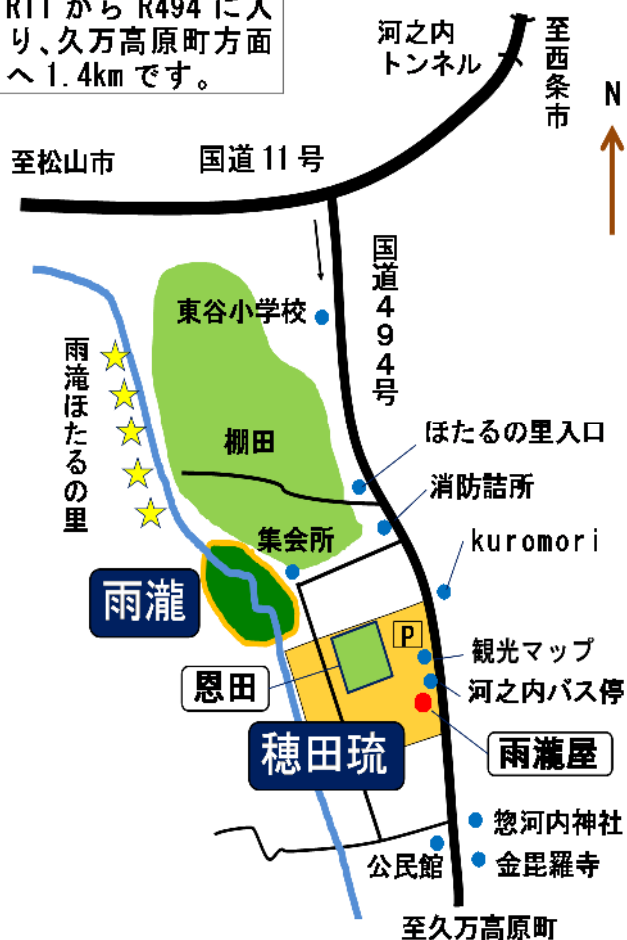 R11 から R494 に入
り、久万高原町方面
へ 1.4km です。
河之内
トンネル
至西条市
N
至松山市
国道 11 号
国道494号
東谷小学校
雨滝ほたるの里
棚田
ほたるの里入口
消防詰所
集会所
kuromori
雨瀧
P
観光マップ
恩田
河之内バス停
穂田琉
雨瀧屋
惣河内神社
公民館
金毘羅寺
至久万高原町